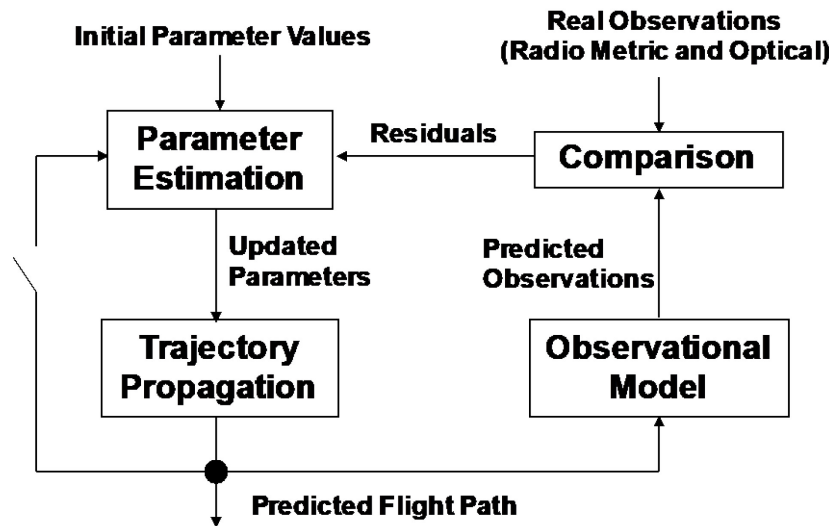 Initial Parameter Values
Real Observations
(Radio Metric and Optical)
Parameter
Estimation
Residuals
Comparison
Updated
Parameters
Predicted
Observations
Trajectory
Propagation
Observational
Model
Predicted Flight Path